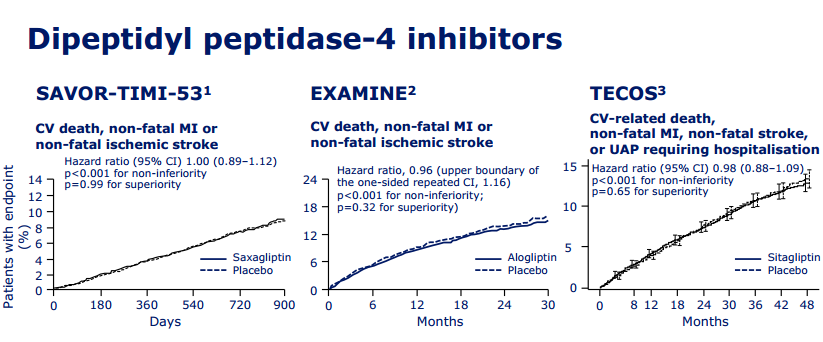 Dipeptidyl peptidase-4 inhibitors
SAVOR-TIMI-53¹
CV death, non-fatal MI or
non-fatal ischemic stroke
Hazard ratio (95% CI) 1.00 (0.89–1.12)
p<0.001 for non-inferiority
p=0.99 for superiority
Patients with endpoint
(%)
14
12
10
8
6
4
2
0
Saxagliptin
Placebo
0 180 360 540 720 900
Days
EXAMINE²
CV death, non-fatal MI or
non-fatal ischemic stroke
Hazard ratio, 0.96 (upper boundary of
the one-sided repeated CI, 1.16)
p<0.001 for non-inferiority;
p=0.32 for superiority)
24
18
12
6
0
Alogliptin
Placebo
0 6 12 18 24 30
Months
TECOS³
CV-related death,
non-fatal MI, non-fatal stroke,
or UAP requiring hospitalisation
Hazard ratio (95% CI) 0.98 (0.88–1.09)
p<0.001 for non-inferiority
p=0.65 for superiority
15
10
5
0
Sitagliptin
Placebo
0 8 12 18 24 30 36 42 48
Months